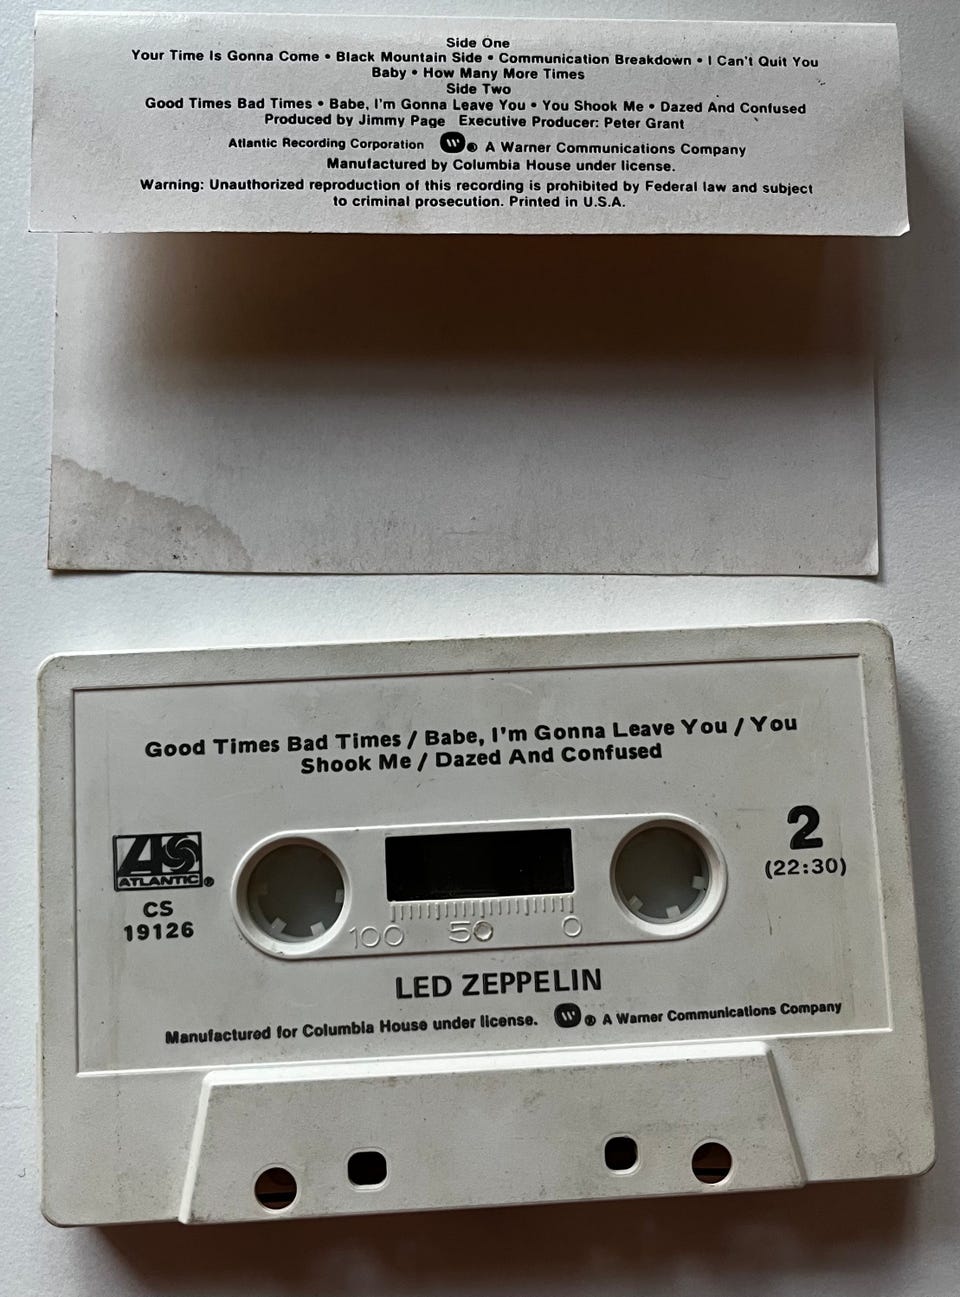 Side One
Your Time Is Gonna Come • Black Mountain Side • Communication Breakdown • I Can't Quit You
Baby • How Many More Times
Side Two
Good Times Bad Times • Babe, I'm Gonna Leave You • You Shook Me • Dazed And Confused
Produced by Jimmy Page Executive Producer: Peter Grant
Atlantic Recording Corporation W® A Warner Communications Company
Manufactured by Columbia House under license.
Warning: Unauthorized reproduction of this recording is prohibited by Federal law and subject
to criminal prosecution. Printed in U.S.A.
Good Times Bad Times / Babe, I'm Gonna Leave You / You
Shook Me / Dazed And Confused
2
(22:30)
ATLANTIC®
CS
19126
100 50 0
LED ZEPPELIN
Manufactured for Columbia House under license. W® A Warner Communications Company